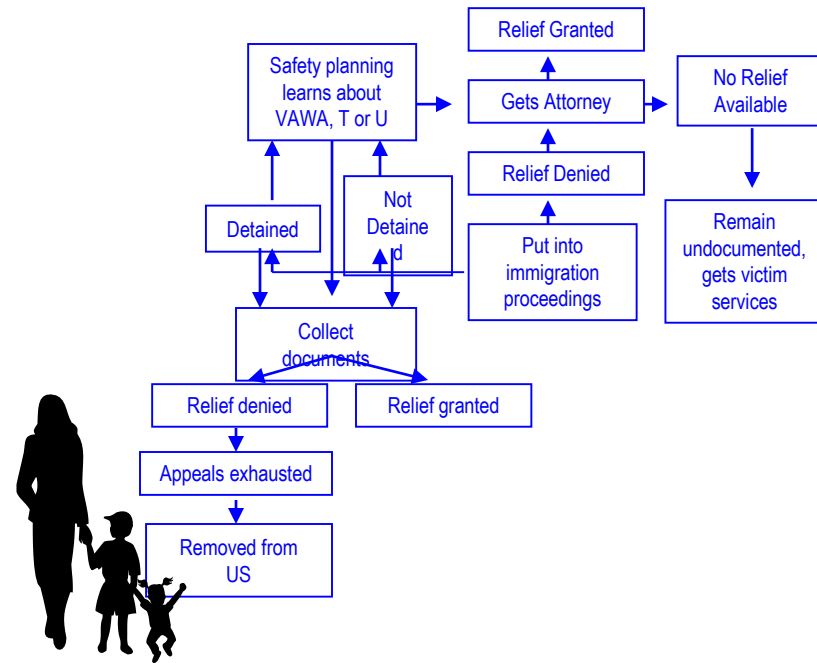 Relief Granted
Safety planning
learns about
VAWA, T or U
Gets Attorney
No Relief
Available
Relief Denied
Not
Detaine
d
Detained
Put into
immigration
proceedings
Remain
undocumented,
gets victim
services
Collect
documents
Relief denied
Relief granted
Appeals exhausted
Removed from
US